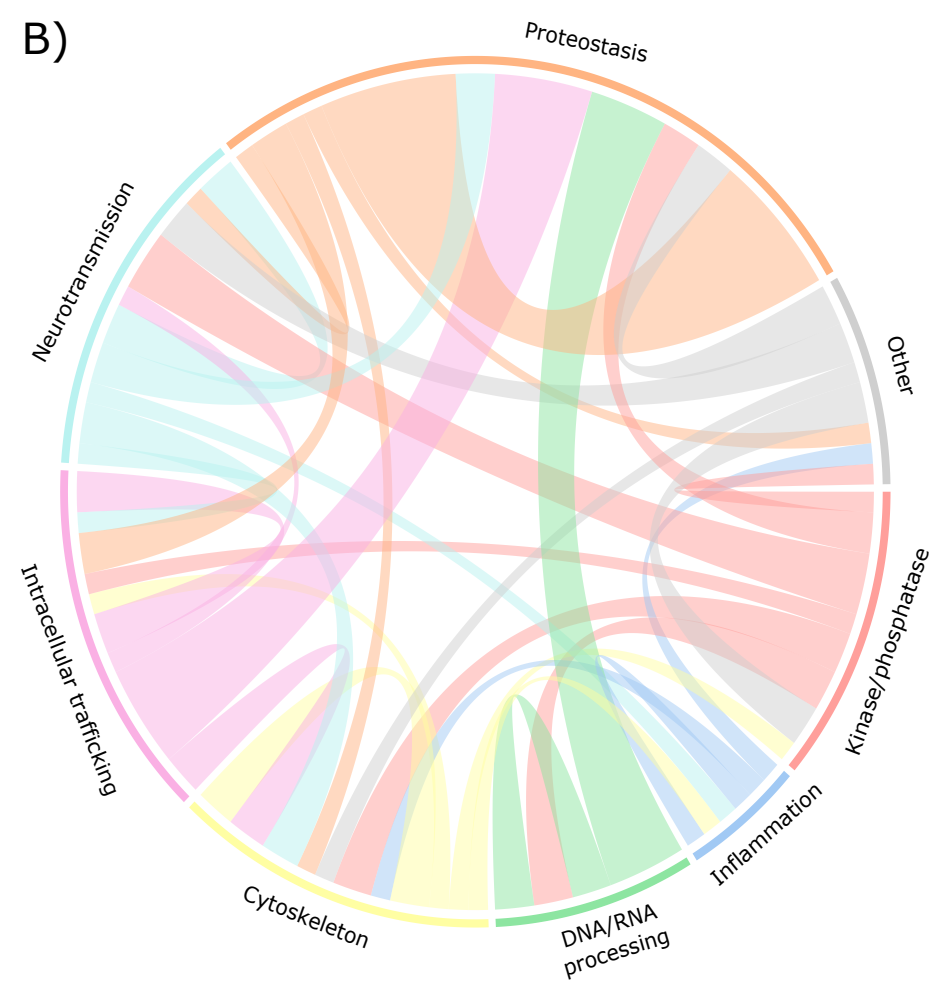 B)
Proteostasis
Neurotransmission
Other
Intracellular trafficking
Kinase/phosphatase
Inflammation
Cytoskeleton
DNA/RNA
processing